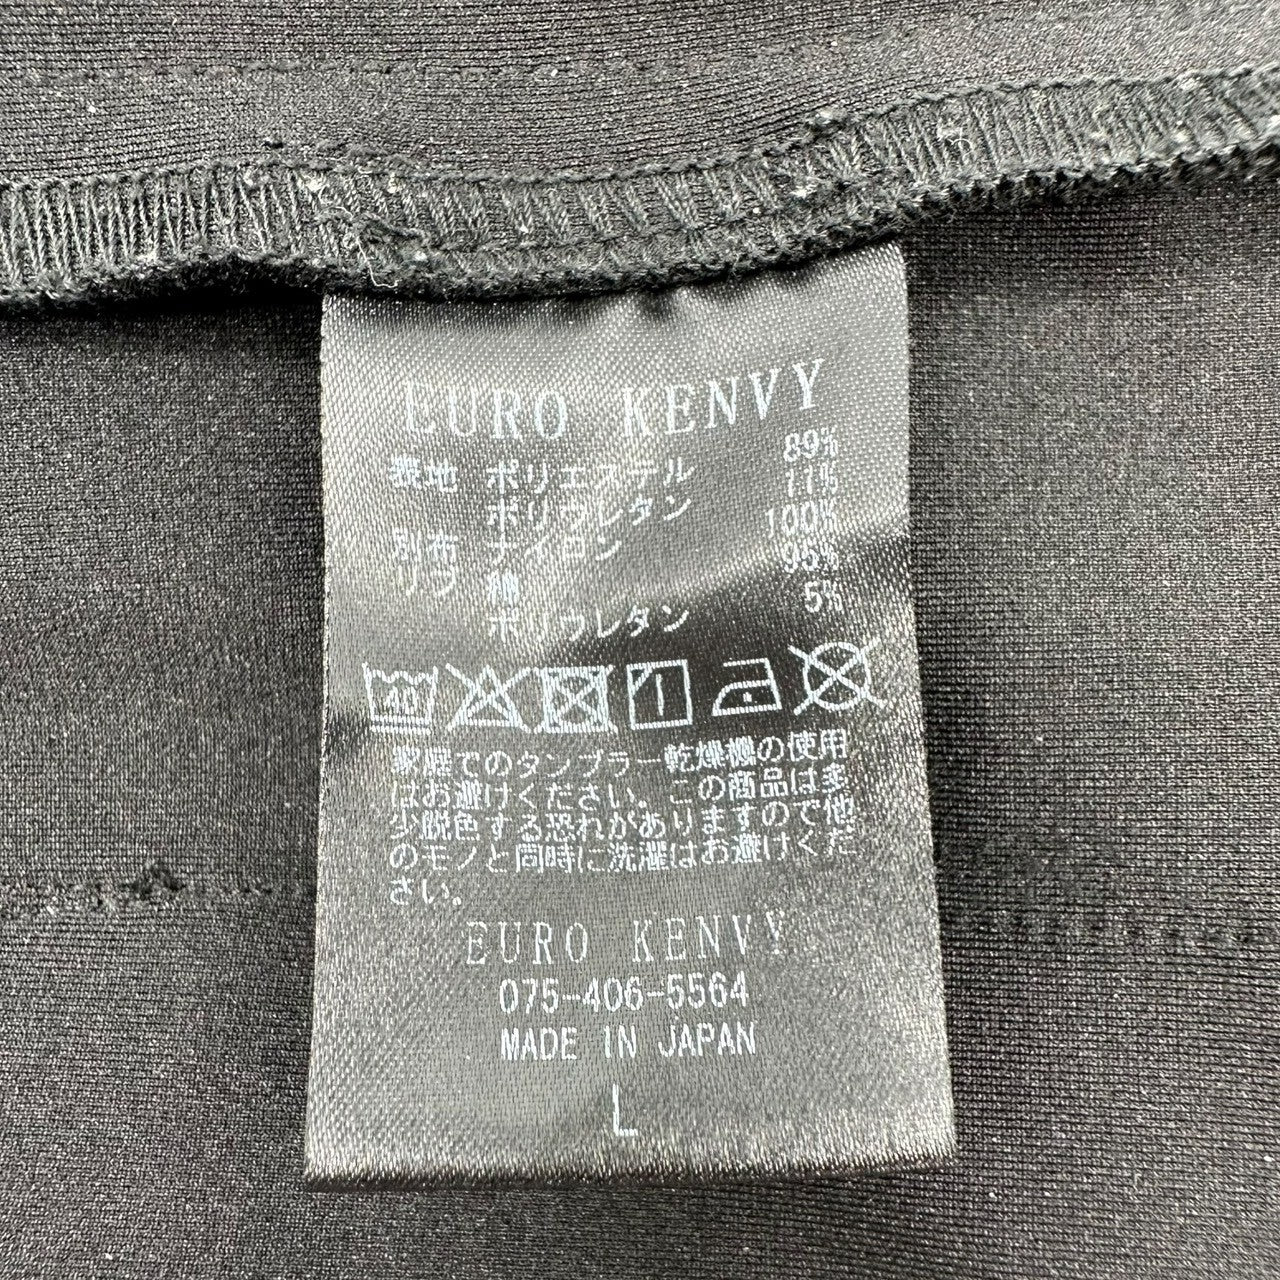 EURO KENVY
表地 ポリエステル 89%
ポリウレタン 11%
別布 ナイロン 100%
リブ 綿 95%
ポリウレタン 5%
40
家庭でのタンブラー乾燥機の使用
はお避けください。この商品は多
少脱色する恐れがありますので他
のモノと同時に洗濯はお避けくだ
さい。
EURO KENVY
075-406-5564
MADE IN JAPAN
L